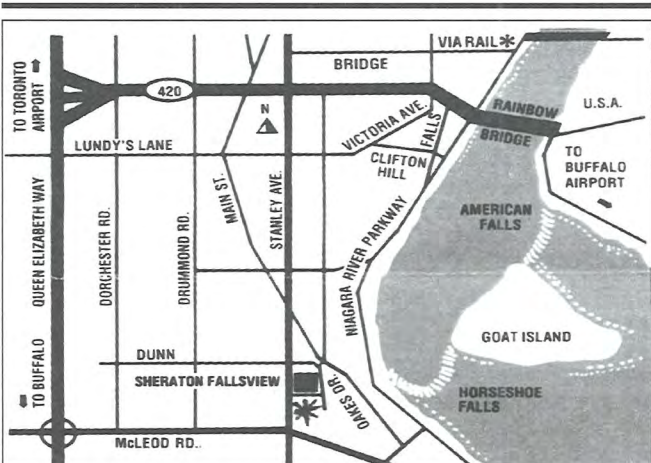 VIA RAIL*
BRIDGE
TO TORONTO
AIRPORT
420
RAINBOW
BRIDGE
U.S.A.
N
VICTORIA AVE.
FALLS
LUNDY'S LANE
CLIFTON
HILL
TO
BUFFALO
AIRPORT
QUEEN ELIZABETH WAY
DORCHESTER RD.
DRUMMOND RD.
MAIN ST.
STANLEY AVE.
NIAGARA RIVER PARKWAY
AMERICAN
FALLS
GOAT ISLAND
DUNN
SHERATON FALLSVIEW
OAKES DR.
HORSESHOE
FALLS
TO BUFFALO
McLEOD RD..